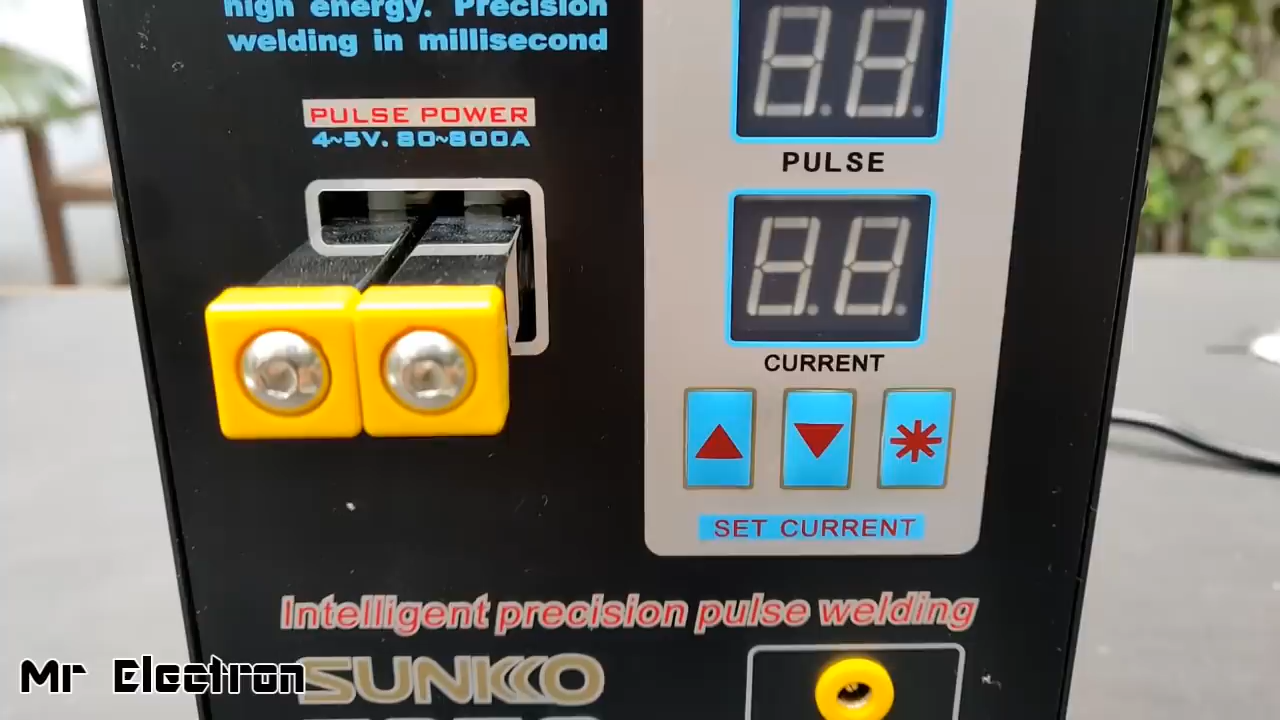 high energy. Precision
welding in millisecond
PULSE POWER
4~5V. 80~800A
PULSE
CURRENT
SET CURRENT
Intelligent precision pulse welding
SUNKKO
Mr Electron